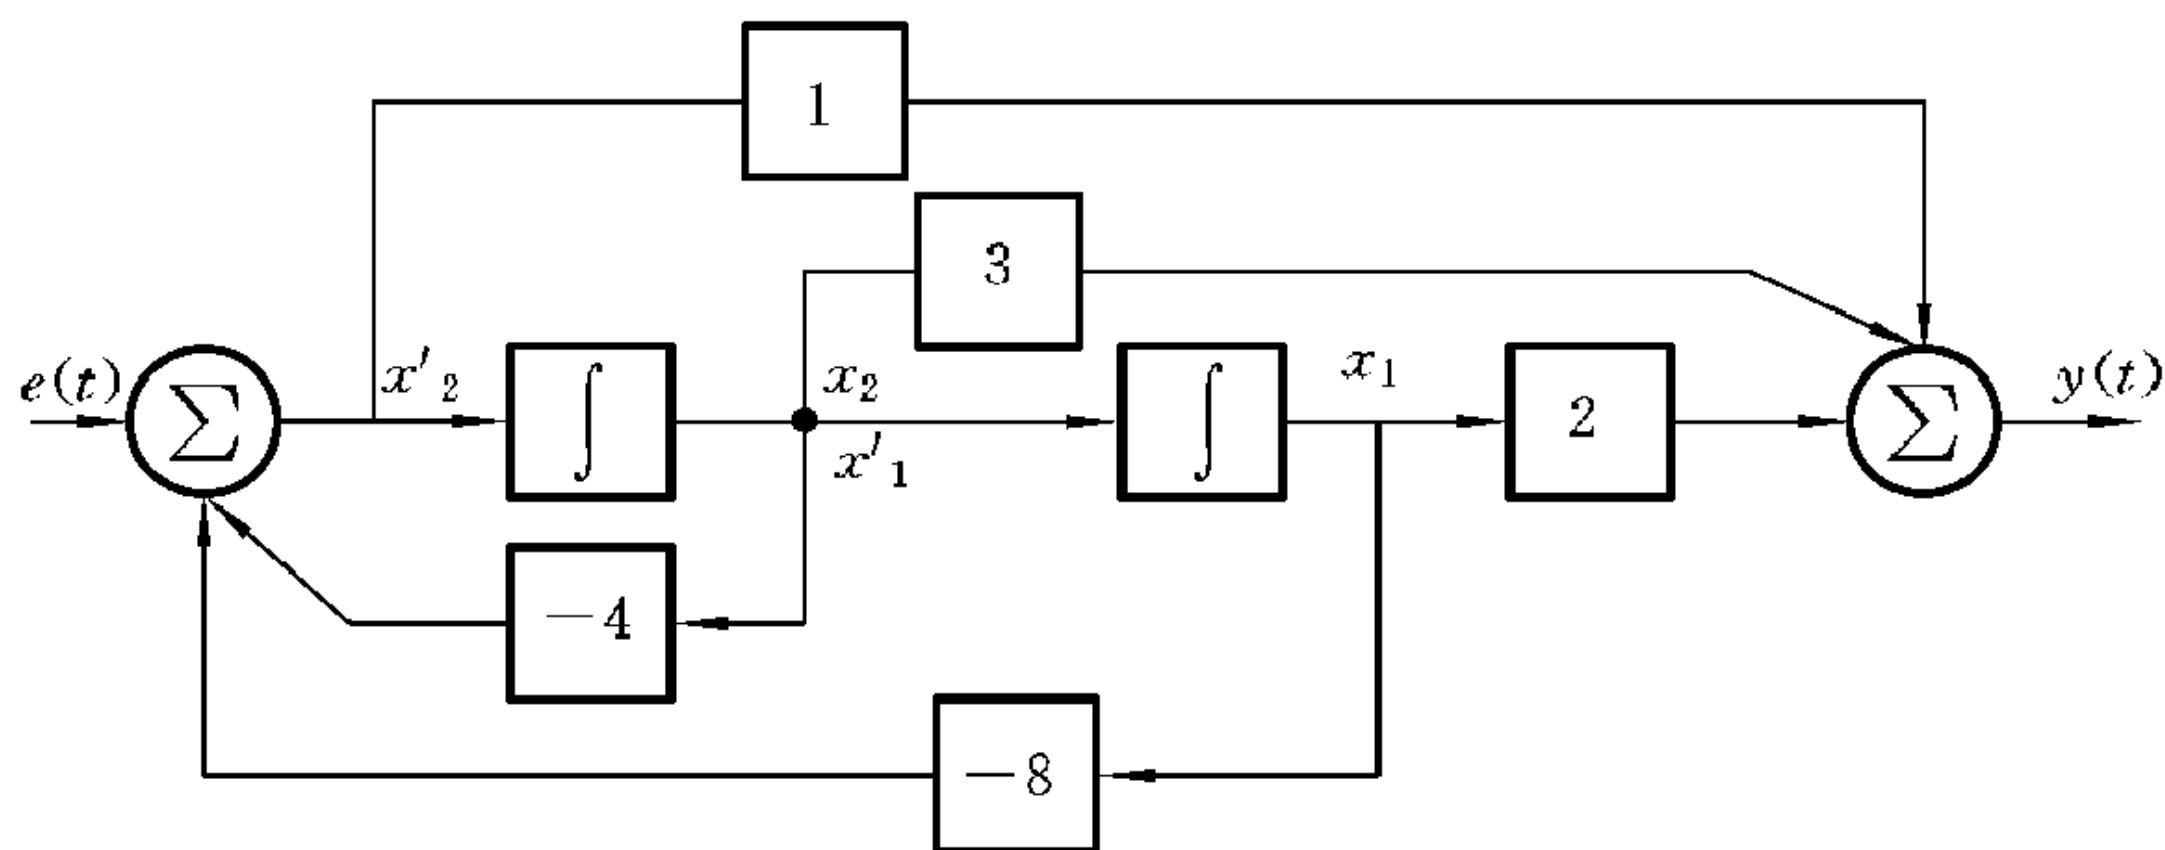 1
3
e(t)
∑
x′₂
∫
x₂
x′₁
∫
x₁
2
∑
y(t)
−4
−8